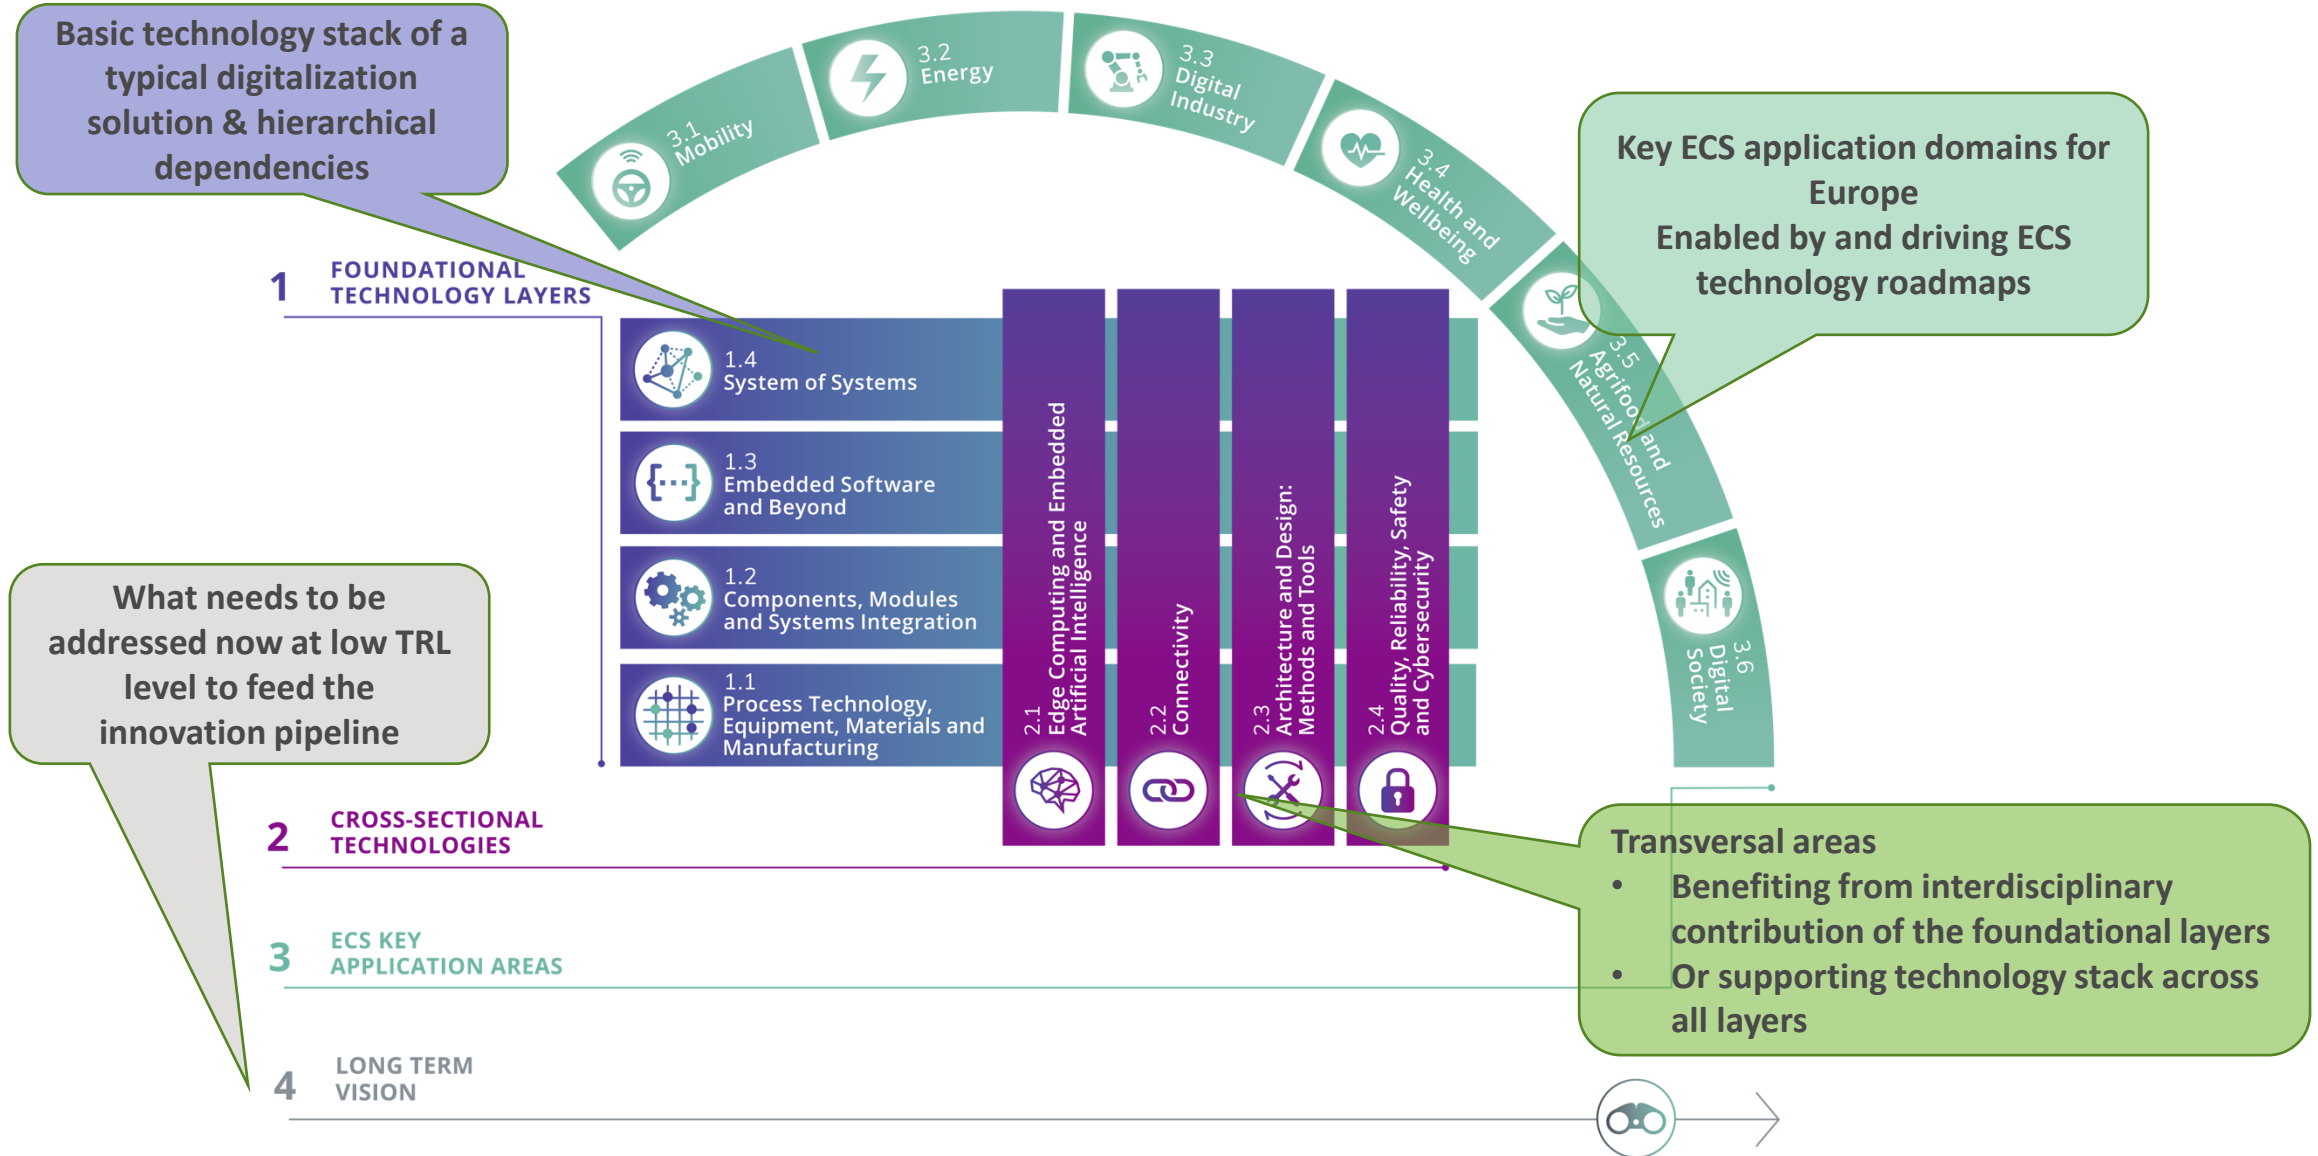 Basic technology stack of a
typical digitalization
solution & hierarchical
dependencies
3.1
Mobility
3.2
Energy
3.3
Digital
Industry
3.4
Health and
Wellbeing
3.5
Agrifood and
Natural Resources
3.6
Digital
Society
Key ECS application domains for
Europe
Enabled by and driving ECS
technology roadmaps
1
FOUNDATIONAL
TECHNOLOGY LAYERS
1.4
System of Systems
1.3
Embedded Software
and Beyond
1.2
Components, Modules
and Systems Integration
1.1
Process Technology,
Equipment, Materials and
Manufacturing
2.1
Edge Computing and Embedded
Artificial Intelligence
2.2
Connectivity
2.3
Architecture and Design:
Methods and Tools
2.4
Quality, Reliability, Safety
and Cybersecurity
What needs to be
addressed now at low TRL
level to feed the
innovation pipeline
2
CROSS-SECTIONAL
TECHNOLOGIES
Transversal areas
• Benefiting from interdisciplinary
contribution of the foundational layers
• Or supporting technology stack across
all layers
3
ECS KEY
APPLICATION AREAS
4
LONG TERM
VISION